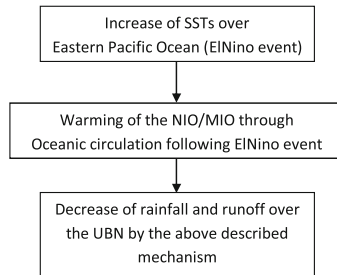 Increase of SSTs over
Eastern Pacific Ocean (ElNino event)
Warming of the NIO/MIO through
Oceanic circulation following ElNino event
Decrease of rainfall and runoff over
the UBN by the above described
mechanism